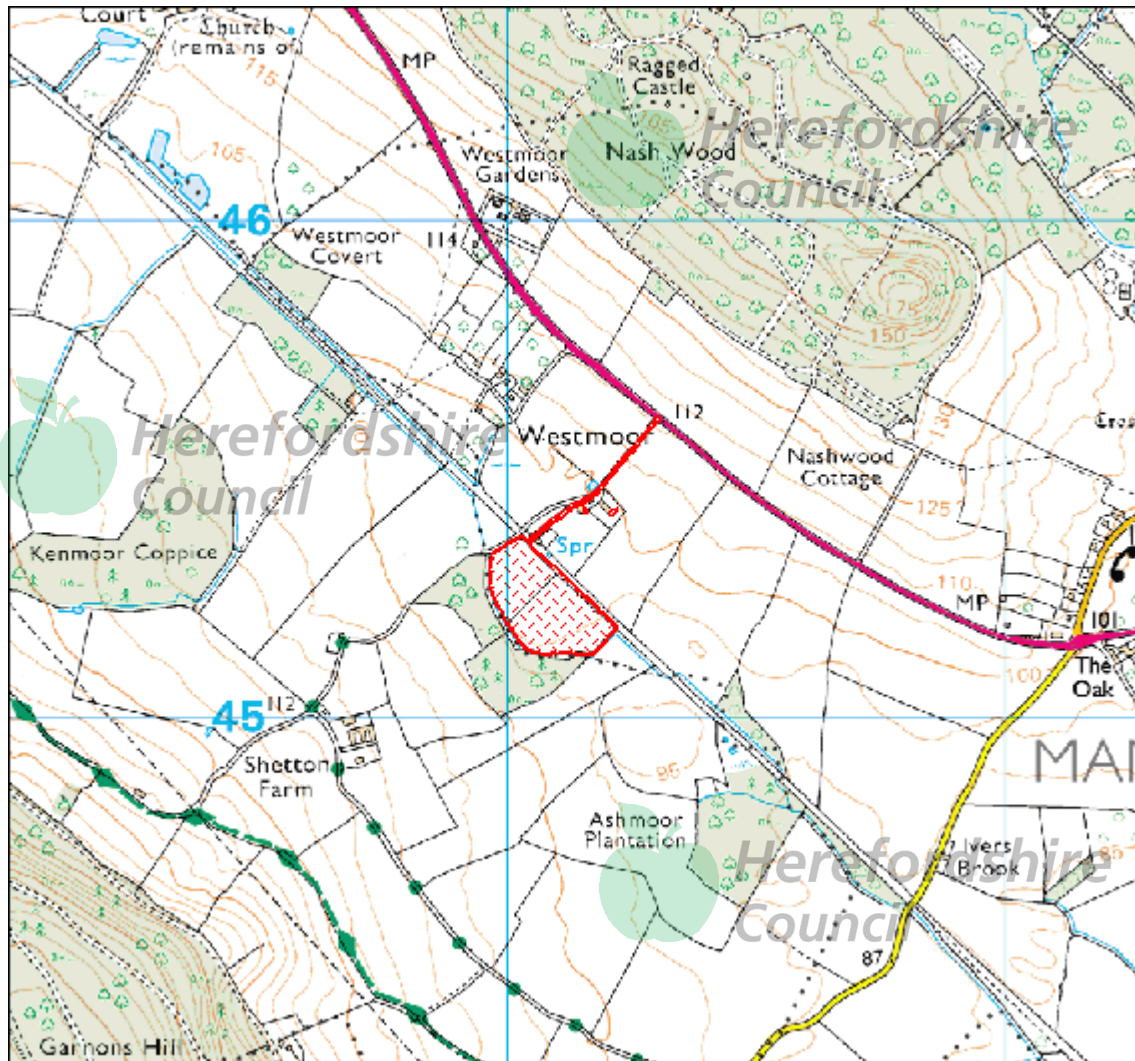 Court
Church
(remains of)
MP
115
Ragged
Castle
105
Herefordshire
Council
Westmoor
Gardens
Nash Wood
105
46
Westmoor
Covert
114
175
150
112
Herefordshire
Council
Westmoor
130
Nashwood
Cottage
125
Kenmoor Coppice
Spr
110
MP
101
The
Oak
100
45
112
Shetton
Farm
95
MAN
Ashmoor
Plantation
Ivers
Brook
85
Herefordshire
Council
87
Garnons Hill